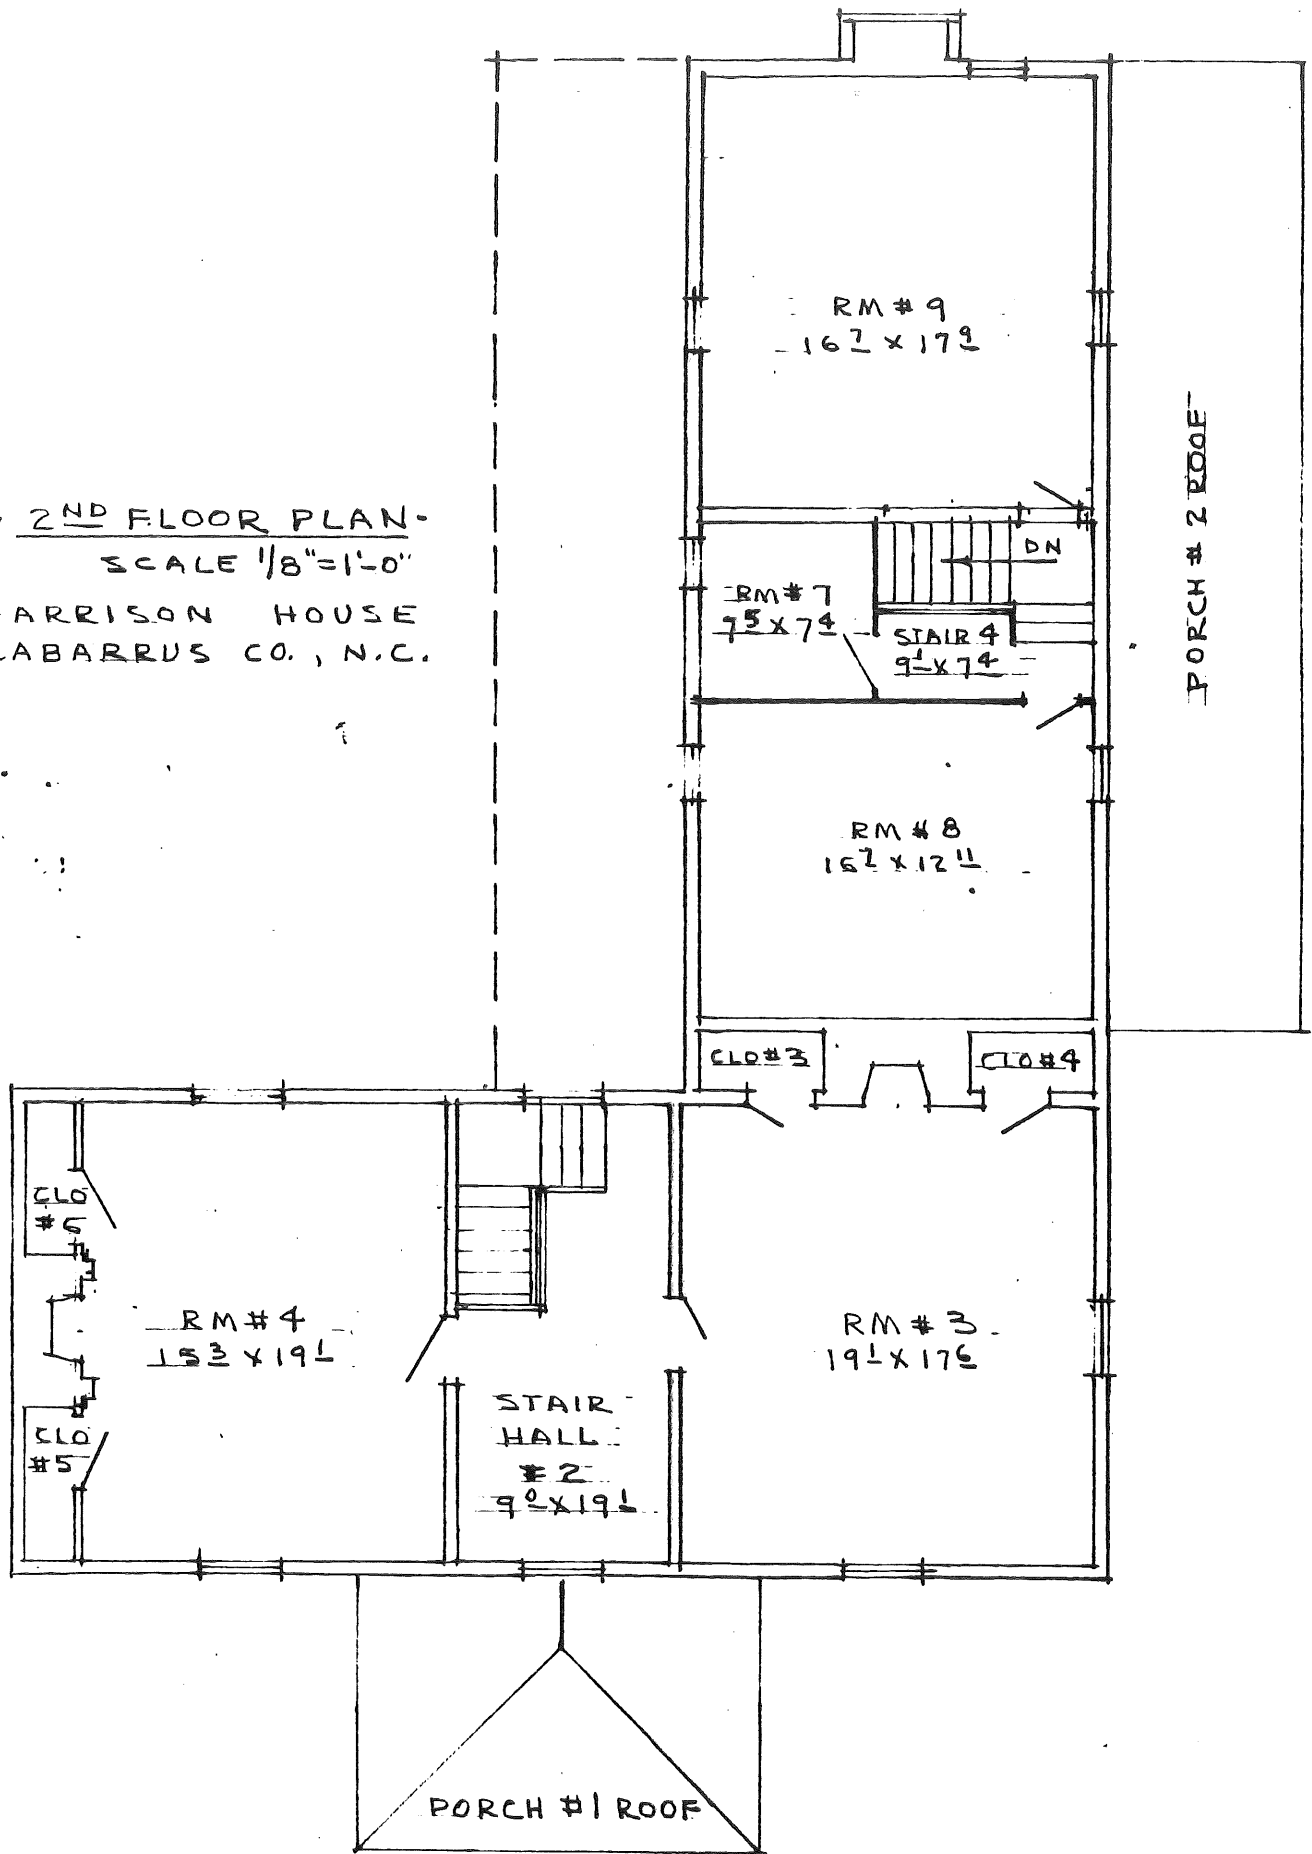 2ND FLOOR PLAN
SCALE 1/8"=1'-0"
ARRISON HOUSE
CABARRUS CO., N.C.
RM # 9
16 7 X 17 9
DN
RM # 7
7 5 X 7 4
STAIR 4
9 1 X 7 4
PORCH # 2 ROOF
RM # 8
16 7 X 12 11
CLO #3
CLO #4
CLO
RM # 4
15 3 X 19 1
RM # 3
19 1 X 17 6
CLO
#5
STAIR
HALL
# 2
9 0 X 19 1
PORCH #1 ROOF